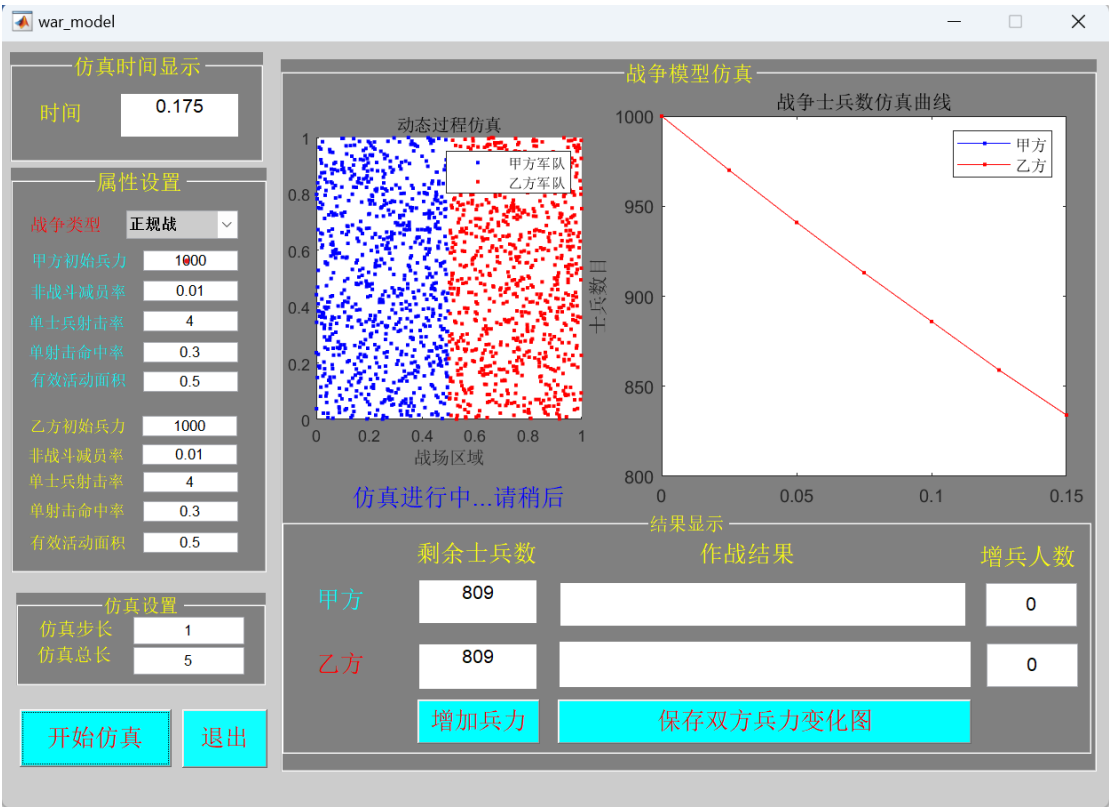 war_model
仿真时间显示
时间
0.175
属性设置
战争类型
正规战
甲方初始兵力
1000
非战斗减员率
0.01
单士兵射击率
4
单射击命中率
0.3
有效活动面积
0.5
乙方初始兵力
1000
非战斗减员率
0.01
单士兵射击率
4
单射击命中率
0.3
有效活动面积
0.5
仿真设置
仿真步长
1
仿真总长
5
开始仿真
退出
战争模型仿真
动态过程仿真
甲方军队
乙方军队
1
0.8
0.6
0.4
0.2
0
0 0.2 0.4 0.6 0.8 1
战场区域
仿真进行中...请稍后
战争士兵数仿真曲线
甲方
乙方
士兵数目
1000
950
900
850
800
0 0.05 0.1 0.15
结果显示
剩余士兵数 作战结果 增兵人数
甲方 809 0
乙方 809 0
增加兵力
保存双方兵力变化图